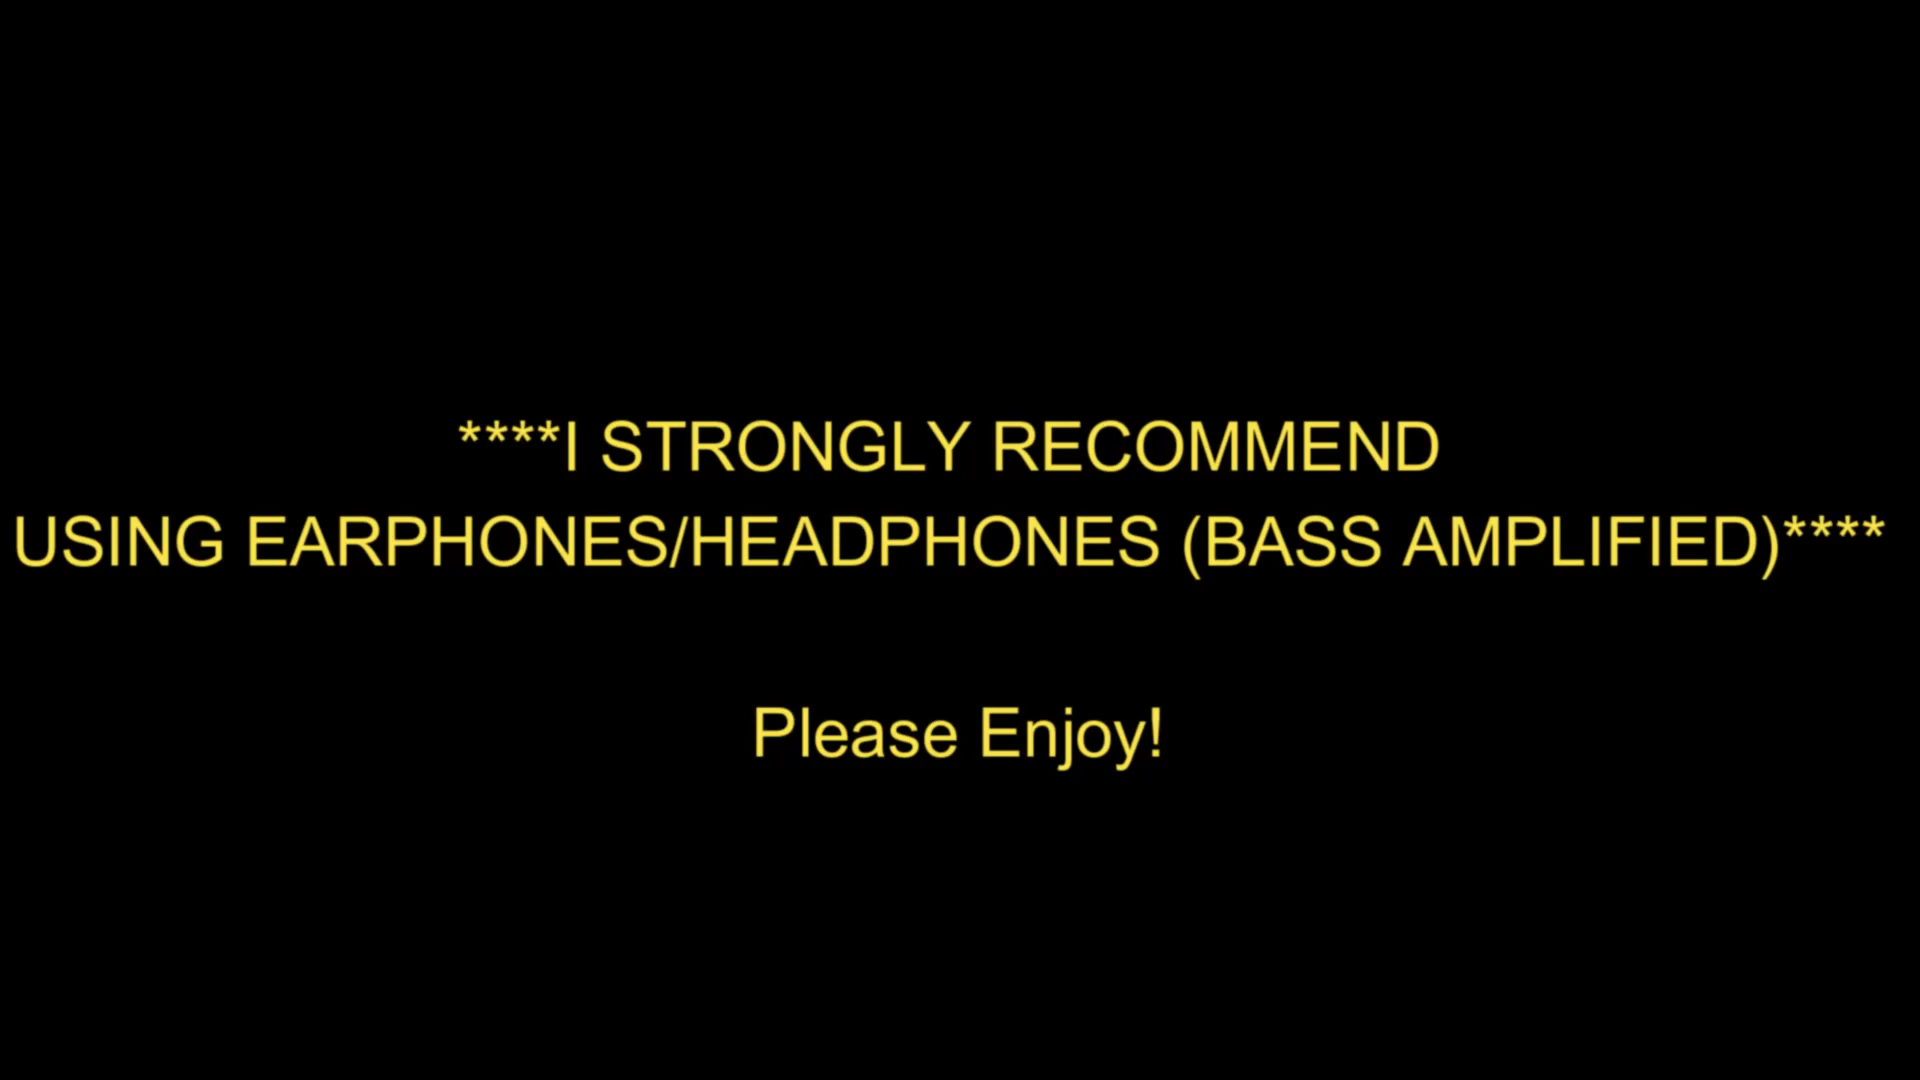 ****I STRONGLY RECOMMEND
USING EARPHONES/HEADPHONES (BASS AMPLIFIED)****
Please Enjoy!